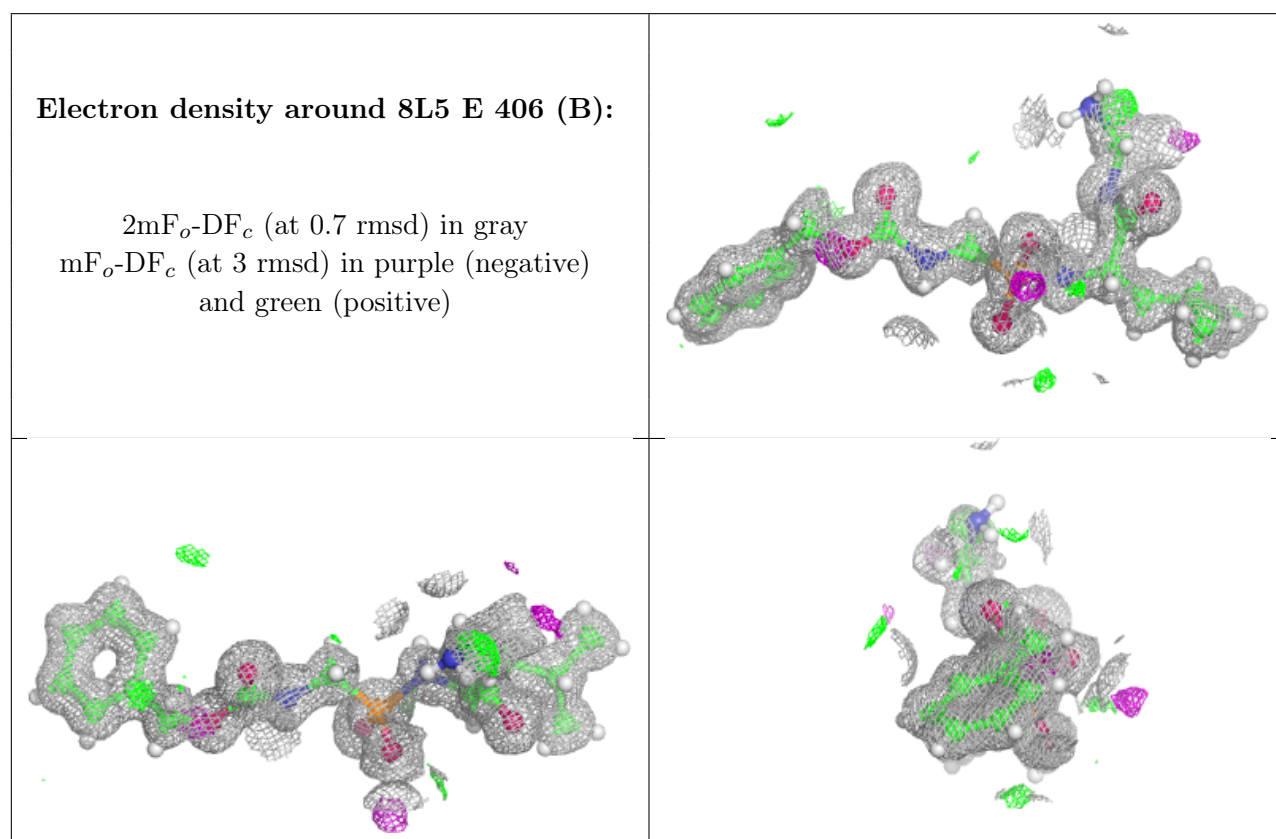 Electron density around 8L5 E 406 (B):
2mFo-DFc (at 0.7 rmsd) in gray
mFo-DFc (at 3 rmsd) in purple (negative)
and green (positive)